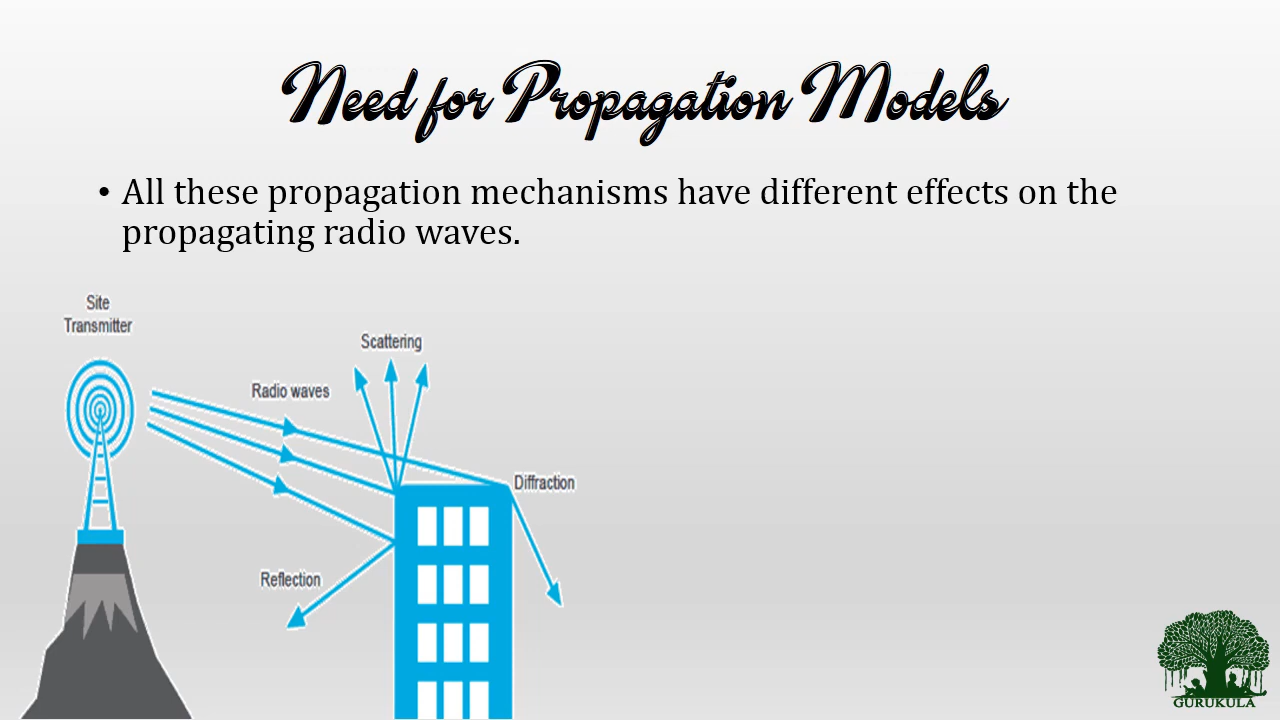 Need for Propagation Models
• All these propagation mechanisms have different effects on the
propagating radio waves.
Site
Transmitter
Scattering
Radio waves
Diffraction
Reflection
GURUKULA